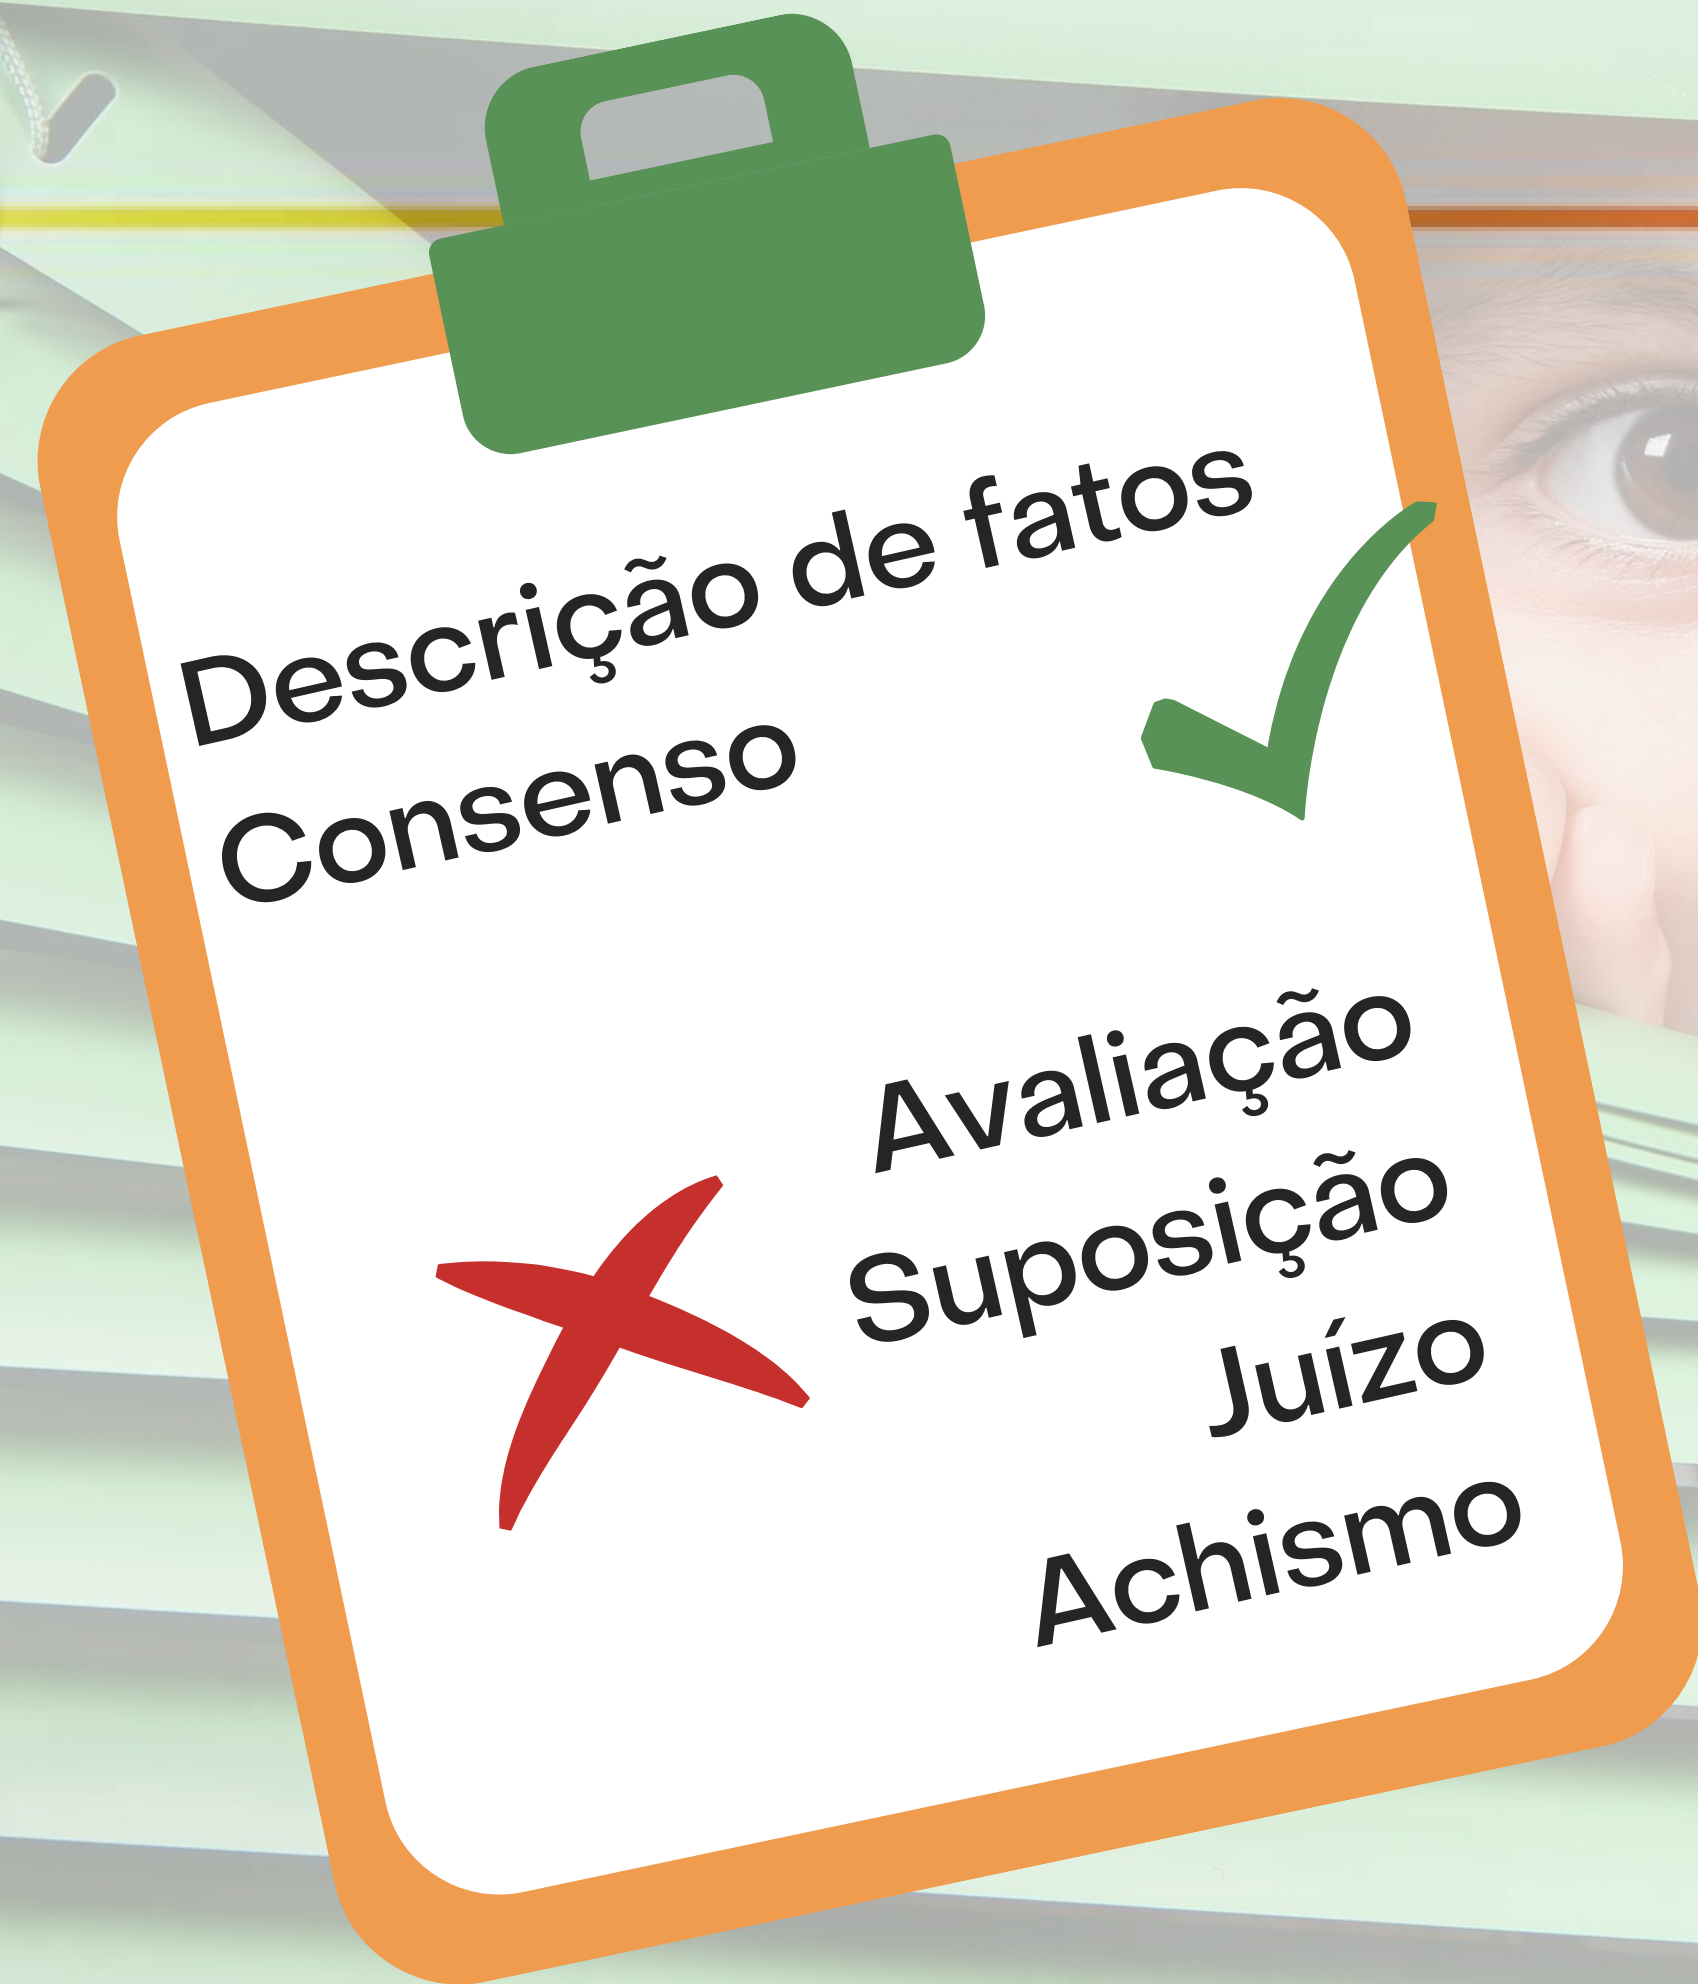 Descrição de fatos
Consenso
Avaliação
Suposição
Juízo
Achismo